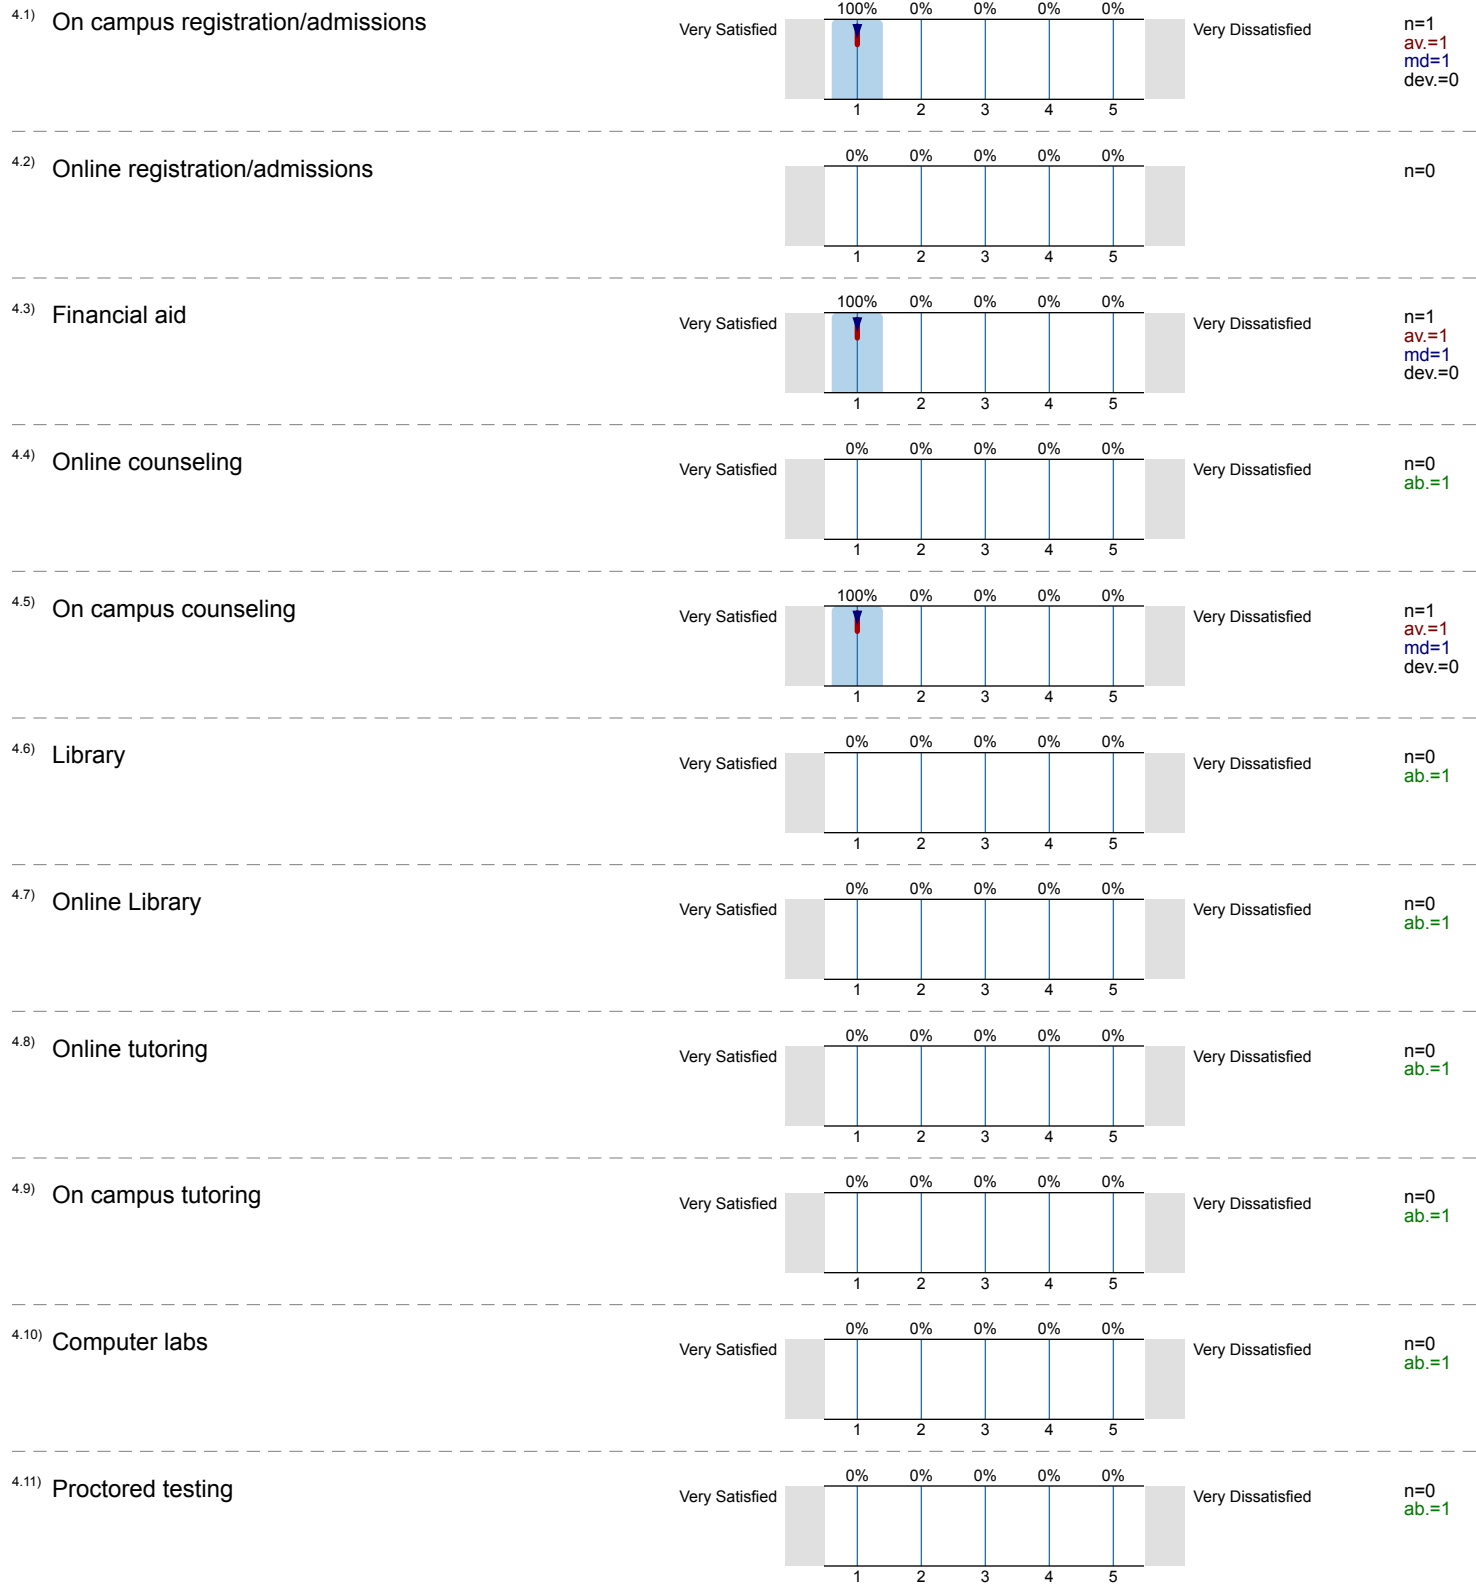 4.1) On campus registration/admissions
100% 0% 0% 0% 0%
Very Satisfied Very Dissatisfied n=1
av.=1
md=1
dev.=0
1 2 3 4 5
4.2) Online registration/admissions
0% 0% 0% 0% 0%
n=0
1 2 3 4 5
4.3) Financial aid
100% 0% 0% 0% 0%
Very Satisfied Very Dissatisfied n=1
av.=1
md=1
dev.=0
1 2 3 4 5
4.4) Online counseling
0% 0% 0% 0% 0%
Very Satisfied Very Dissatisfied n=0
ab.=1
1 2 3 4 5
4.5) On campus counseling
100% 0% 0% 0% 0%
Very Satisfied Very Dissatisfied n=1
av.=1
md=1
dev.=0
1 2 3 4 5
4.6) Library
0% 0% 0% 0% 0%
Very Satisfied Very Dissatisfied n=0
ab.=1
1 2 3 4 5
4.7) Online Library
0% 0% 0% 0% 0%
Very Satisfied Very Dissatisfied n=0
ab.=1
1 2 3 4 5
4.8) Online tutoring
0% 0% 0% 0% 0%
Very Satisfied Very Dissatisfied n=0
ab.=1
1 2 3 4 5
4.9) On campus tutoring
0% 0% 0% 0% 0%
Very Satisfied Very Dissatisfied n=0
ab.=1
1 2 3 4 5
4.10) Computer labs
0% 0% 0% 0% 0%
Very Satisfied Very Dissatisfied n=0
ab.=1
1 2 3 4 5
4.11) Proctored testing
0% 0% 0% 0% 0%
Very Satisfied Very Dissatisfied n=0
ab.=1
1 2 3 4 5